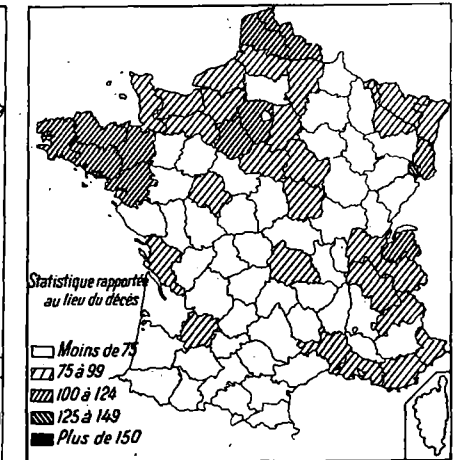 Statistique rapportée
au lieu du décès
Moins de 75
75 à 99
100 à 124
125 à 149
Plus de 150